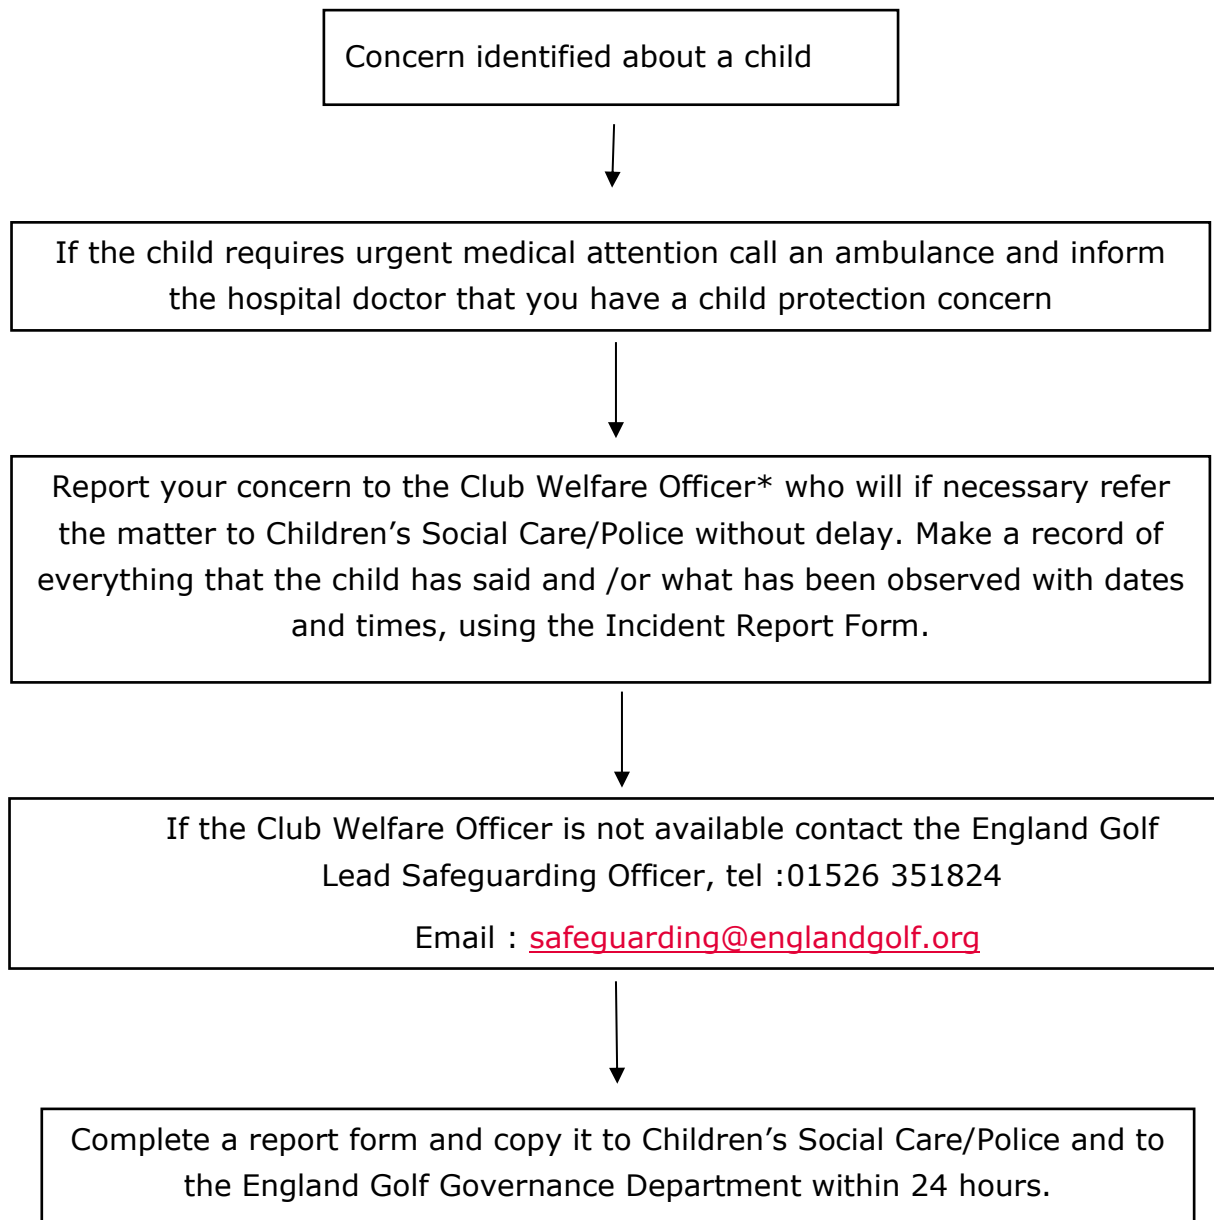 Concern identified about a child
If the child requires urgent medical attention call an ambulance and inform
the hospital doctor that you have a child protection concern
Report your concern to the Club Welfare Officer* who will if necessary refer
the matter to Children’s Social Care/Police without delay. Make a record of
everything that the child has said and /or what has been observed with dates
and times, using the Incident Report Form.
If the Club Welfare Officer is not available contact the England Golf
Lead Safeguarding Officer, tel :01526 351824
Email : safeguarding@englandgolf.org
Complete a report form and copy it to Children’s Social Care/Police and to
the England Golf Governance Department within 24 hours.